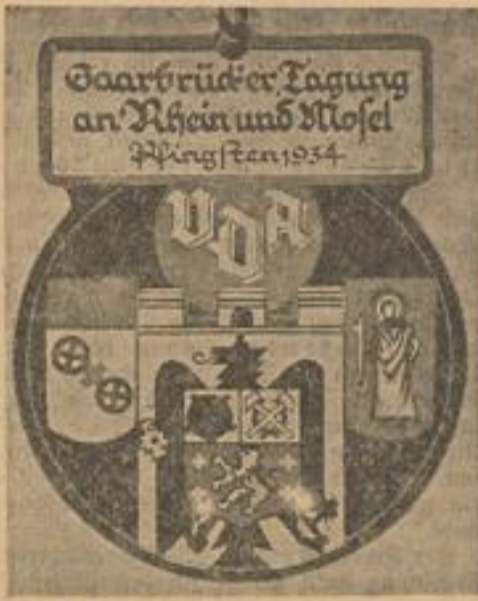 Saarbrücker Tagung
an Rhein und Mosel
Pfingsten 1934
VDA